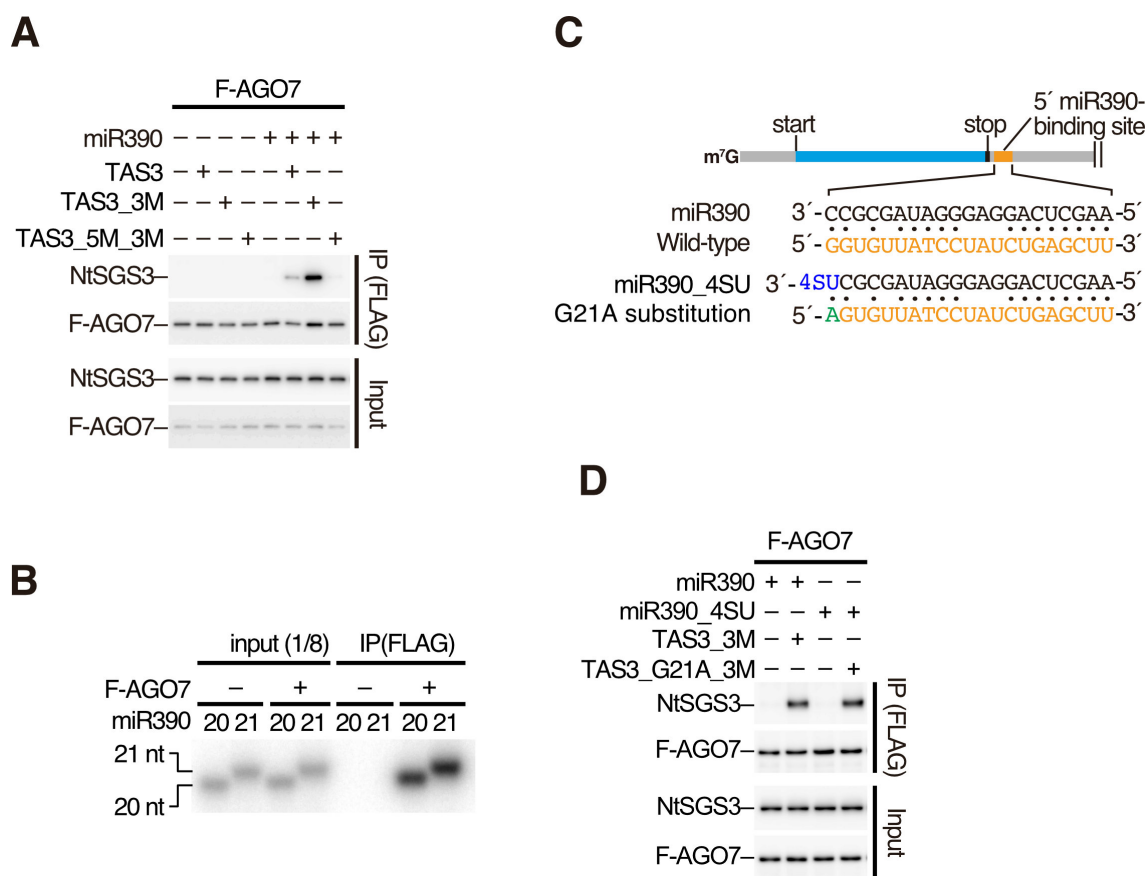 A
F-AGO7
miR390 – – – – + + + +
TAS3 – + – – – + – –
TAS3_3M – – + – – – + –
TAS3_5M_3M – – – + – – – +
NtSGS3
F-AGO7
IP (FLAG)
NtSGS3
F-AGO7
Input
B
input (1/8) IP(FLAG)
F-AGO7 – + – +
miR390 20 21 20 21 20 21 20 21
21 nt
20 nt
C
5´ miR390-
binding site
start stop
m⁷G
miR390 3´-CCGCGAUAGGGAGGACUCGAA-5´
Wild-type 5´-GGUGUUATCCUAUCUGAGCUU-3´
miR390_4SU 3´-4SUCGCGAUAGGGAGGACUCGAA-5´
G21A substitution 5´-AGUGUUATCCUAUCUGAGCUU-3´
D
F-AGO7
miR390 + + – –
miR390_4SU – – + +
TAS3_3M – + – –
TAS3_G21A_3M – – – +
NtSGS3
F-AGO7
IP (FLAG)
NtSGS3
F-AGO7
Input